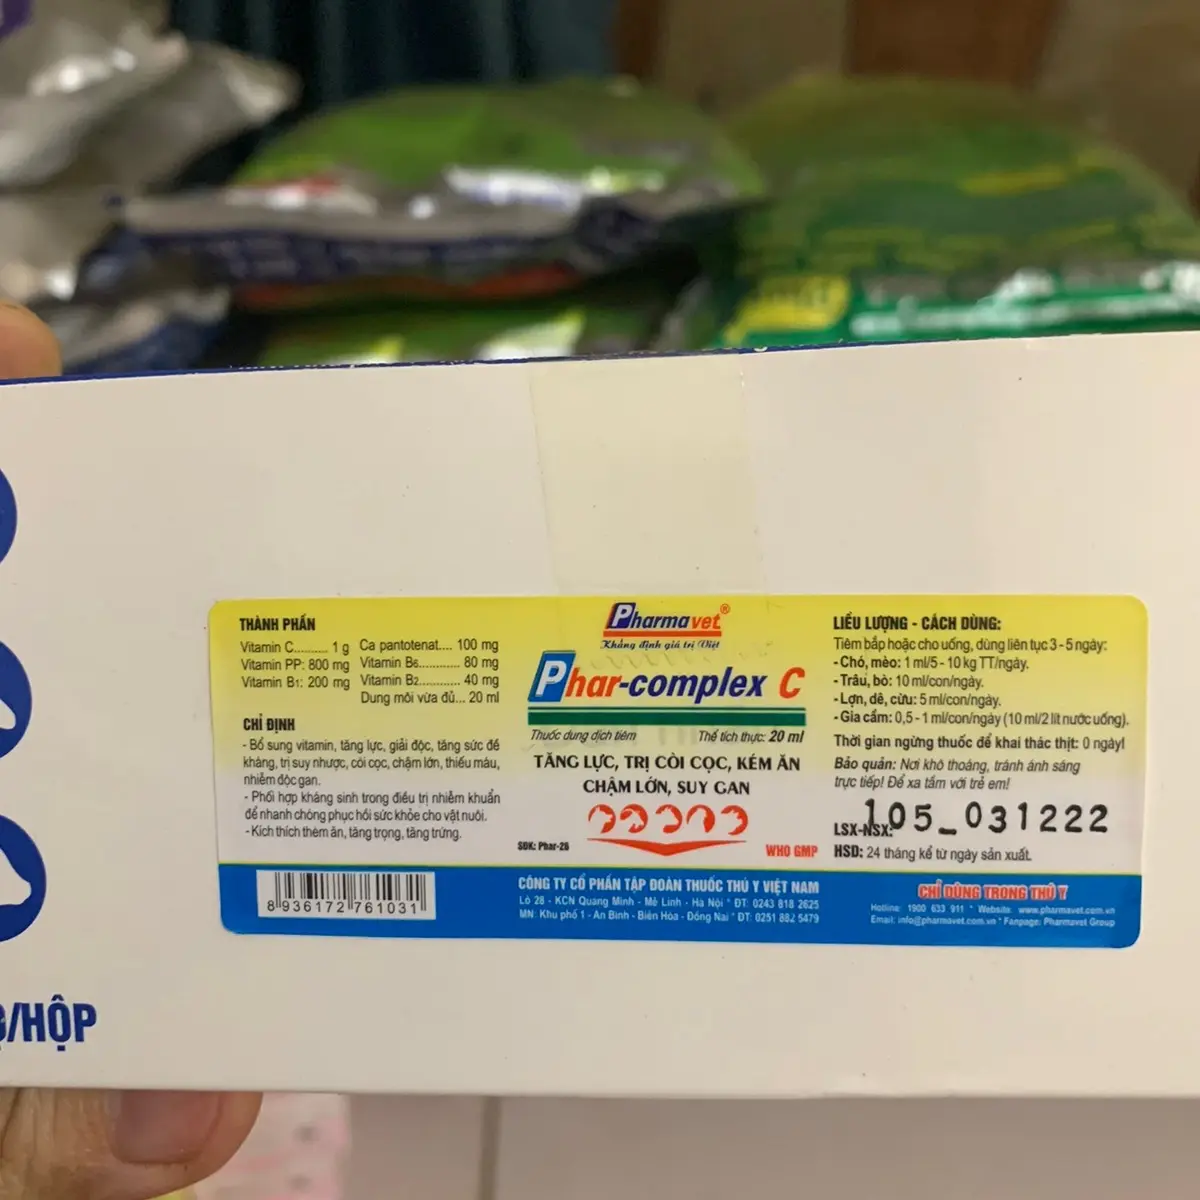 THÀNH PHẦN
Vitamin C.......... 1 g Ca pantotenat.... 100 mg
Vitamin PP: 800 mg Vitamin B6............ 80 mg
Vitamin B1: 200 mg Vitamin B2............ 40 mg
Dung môi vừa đủ... 20 ml
CHỈ ĐỊNH
- Bổ sung vitamin, tăng lực, giải độc, tăng sức đề
kháng, trị suy nhược, còi cọc, chậm lớn, thiếu máu,
nhiễm độc gan.
- Phối hợp kháng sinh trong điều trị nhiễm khuẩn
để nhanh chóng phục hồi sức khỏe cho vật nuôi.
- Kích thích thèm ăn, tăng trọng, tăng trứng.
8 936172 761031
Pharmavet®
Khẳng định giá trị Việt
Phar-complex C
Thuốc dung dịch tiêm Thể tích thực: 20 ml
TĂNG LỰC, TRỊ CÒI CỌC, KÉM ĂN
CHẬM LỚN, SUY GAN
SĐK: Phar-26 WHO GMP
CÔNG TY CỔ PHẦN TẬP ĐOÀN THUỐC THÚ Y VIỆT NAM
Lô 28 - KCN Quang Minh - Mê Linh - Hà Nội * ĐT: 0243 818 2625
MN: Khu phố 1 - An Bình - Biên Hòa - Đồng Nai * ĐT: 0251 882 5479
LIỀU LƯỢNG - CÁCH DÙNG:
Tiêm bắp hoặc cho uống, dùng liên tục 3 - 5 ngày:
- Chó, mèo: 1 ml/5 - 10 kg TT/ngày.
- Trâu, bò: 10 ml/con/ngày.
- Lợn, dê, cừu: 5 ml/con/ngày.
- Gia cầm: 0,5 - 1 ml/con/ngày (10 ml/2 lít nước uống).
Thời gian ngừng thuốc để khai thác thịt: 0 ngày!
Bảo quản: Nơi khô thoáng, tránh ánh sáng
trực tiếp! Để xa tầm với trẻ em!
LSX-NSX: 105_031222
HSD: 24 tháng kể từ ngày sản xuất.
CHỈ DÙNG TRONG THÚ Y
Hotline: 1900 633 911 * Website: www.pharmavet.com.vn
Email: info@pharmavet.com.vn * Fanpage: Pharmavet Group
/HỘP